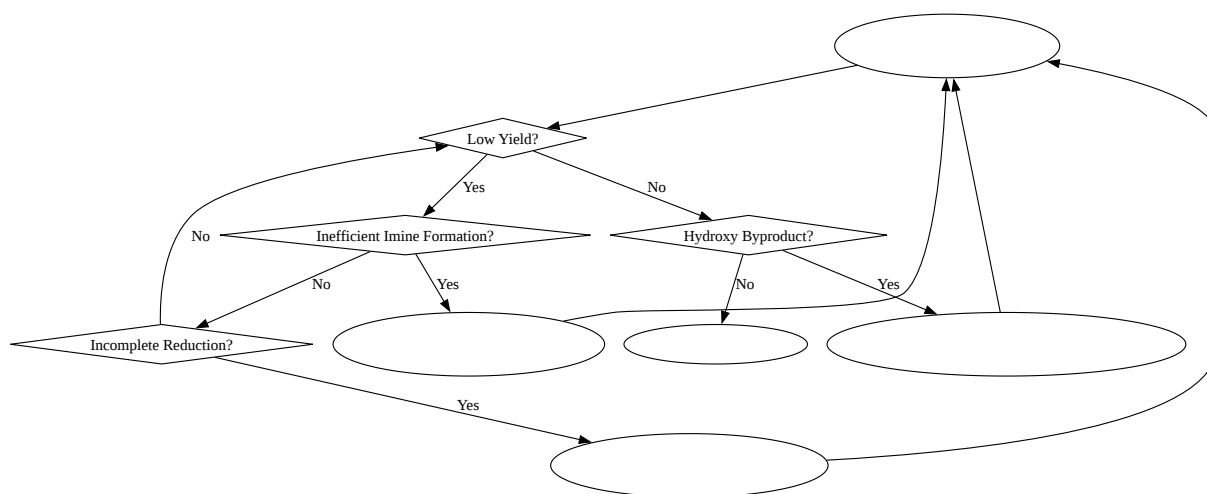 Low Yield?
Yes
No
Inefficient Imine Formation?
Hydroxy Byproduct?
No
No
Yes
No
Yes
Incomplete Reduction?
Yes